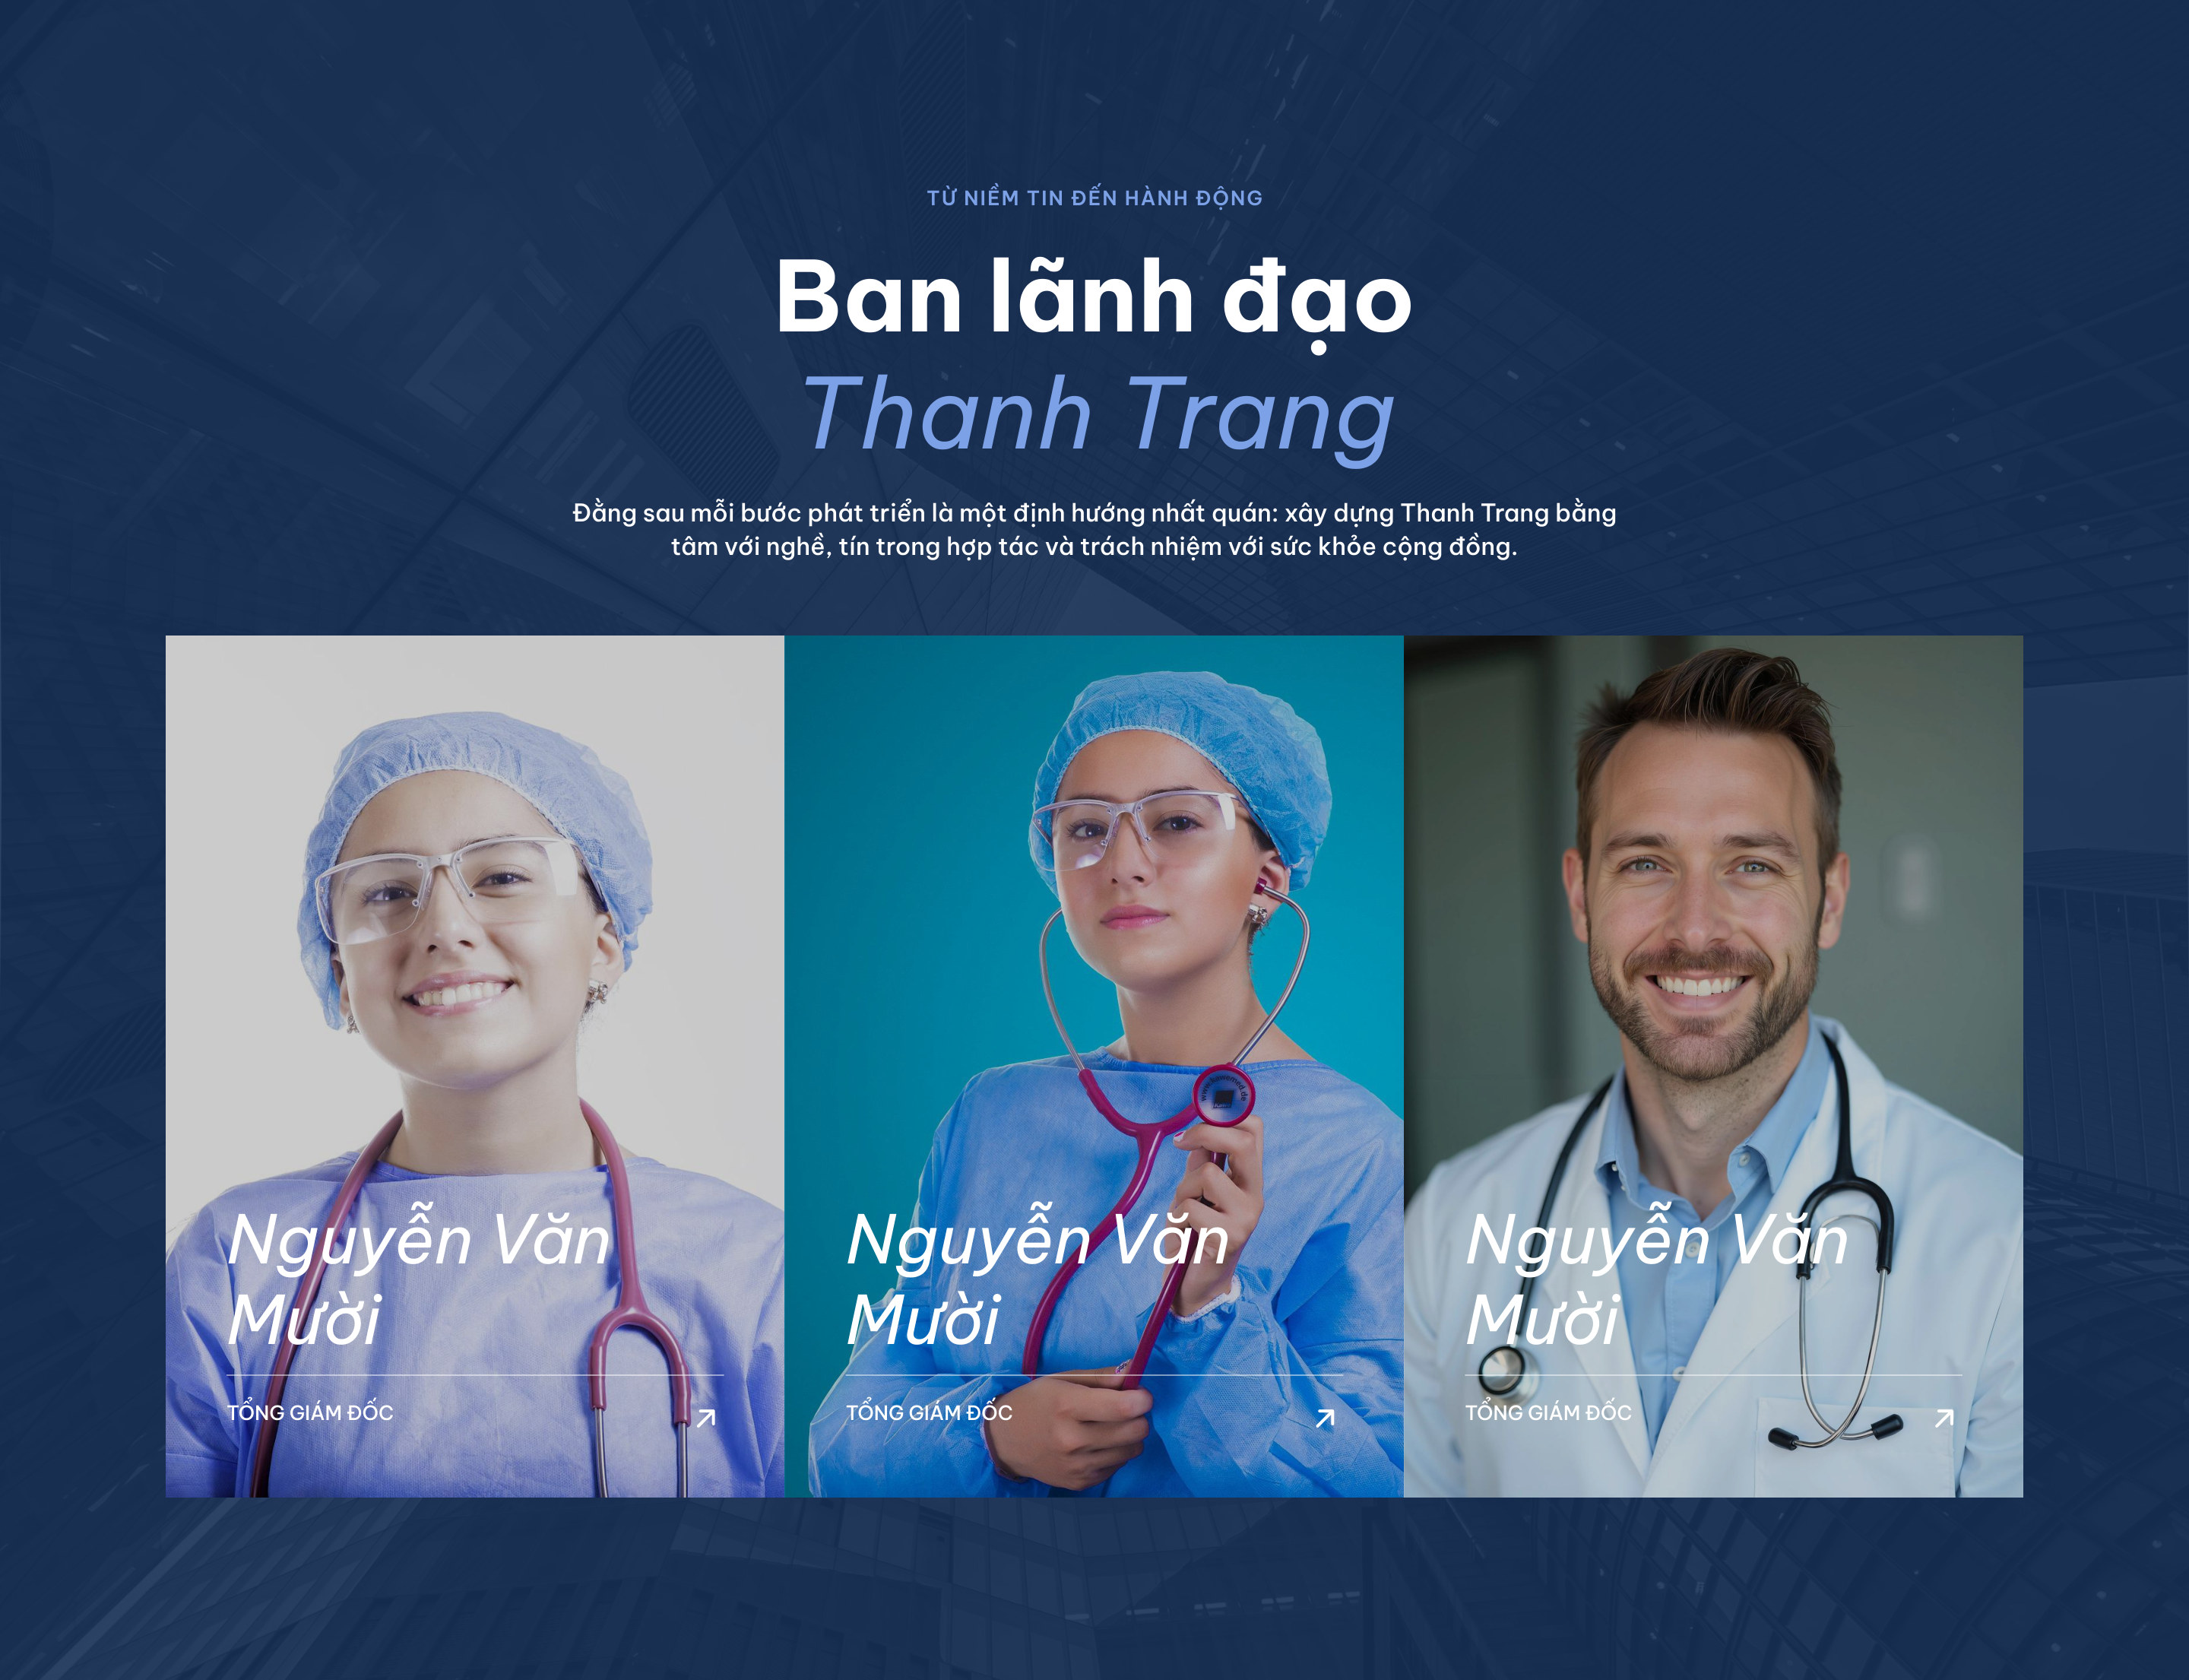 TỪ NIỀM TIN ĐẾN HÀNH ĐỘNG
Ban lãnh đạo
Thanh Trang
Đằng sau mỗi bước phát triển là một định hướng nhất quán: xây dựng Thanh Trang bằng
tâm với nghề, tín trong hợp tác và trách nhiệm với sức khỏe cộng đồng.
Nguyễn Văn
Mười
TỔNG GIÁM ĐỐC
Nguyễn Văn
Mười
TỔNG GIÁM ĐỐC
Nguyễn Văn
Mười
TỔNG GIÁM ĐỐC